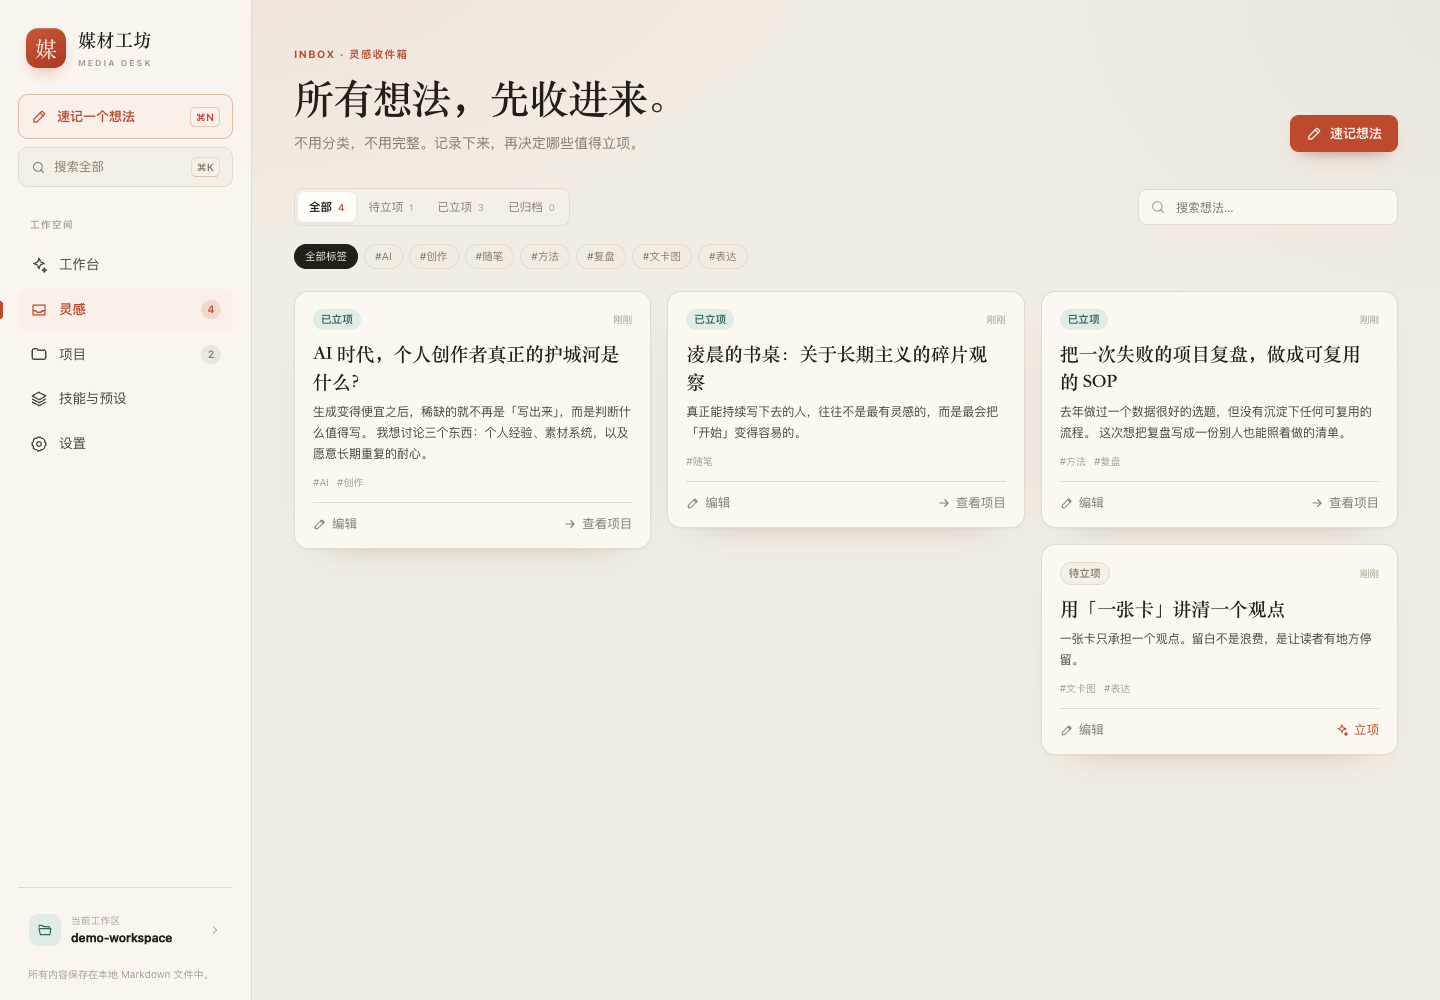 媒
媒材工坊
MEDIA DESK
速记一个想法 ⌘N
搜索全部 ⌘K
工作空间
工作台
灵感 4
项目 2
技能与预设
设置
当前工作区
demo-workspace
所有内容保存在本地 Markdown 文件中。
INBOX · 灵感收件箱
所有想法，先收进来。
不用分类，不用完整。记录下来，再决定哪些值得立项。
速记想法
全部 4 待立项 1 已立项 3 已归档 0
搜索想法...
全部标签 #AI #创作 #随笔 #方法 #复盘 #文卡图 #表达
已立项 刚刚
AI 时代，个人创作者真正的护城河是
什么?
生成变得便宜之后，稀缺的就不再是「写出来」，而是判断什
么值得写。 我想讨论三个东西：个人经验、素材系统，以及
愿意长期重复的耐心。
#AI #创作
编辑 查看项目
已立项 刚刚
凌晨的书桌：关于长期主义的碎片观
察
真正能持续写下去的人，往往不是最有灵感的，而是最会把
「开始」变得容易的。
#随笔
编辑 查看项目
已立项 刚刚
把一次失败的项目复盘，做成可复用
的 SOP
去年做过一个数据很好的选题，但没有沉淀下任何可复用的
流程。 这次想把复盘写成一份别人也能照着做的清单。
#方法 #复盘
编辑 查看项目
待立项 刚刚
用「一张卡」讲清一个观点
一张卡只承担一个观点。留白不是浪费，是让读者有地方停
留。
#文卡图 #表达
编辑 立项